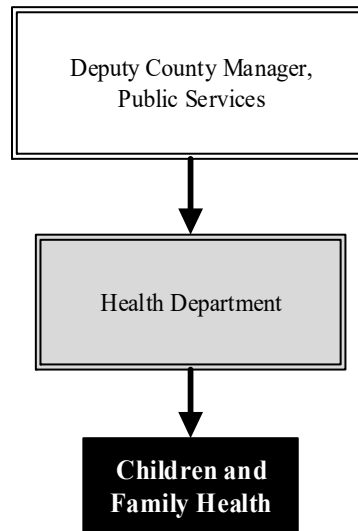 Deputy County Manager,
Public Services
Health Department
Children and
Family Health